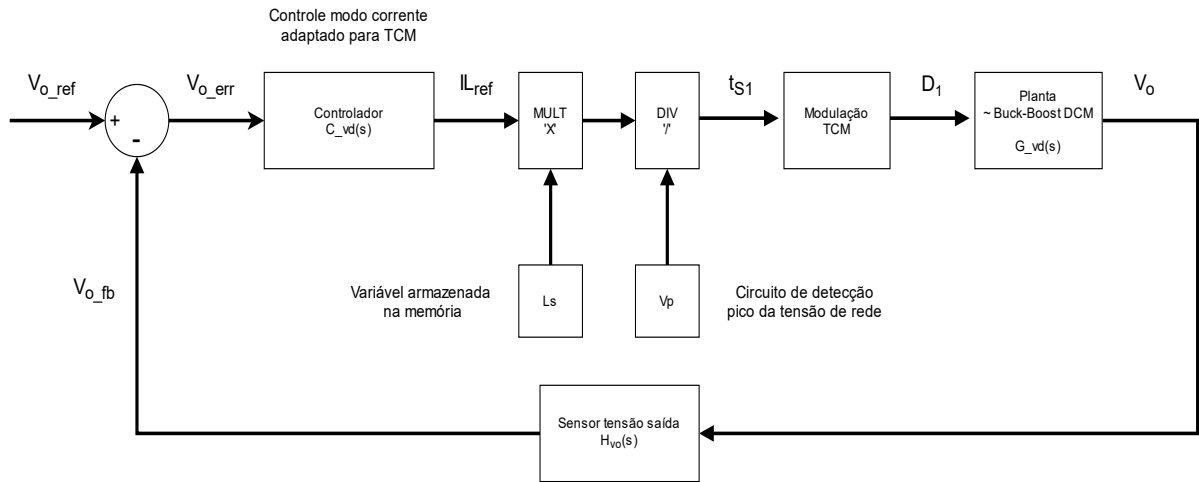 Controle modo corrente
adaptado para TCM
V_o_ref
+
-
V_o_err
Controlador
C_vd(s)
IL_ref
MULT
'X'
DIV
'/'
t_S1
Modulação
TCM
D_1
Planta
~ Buck-Boost DCM
G_vd(s)
V_o
V_o_fb
Variável armazenada
na memória
Ls
Vp
Circuito de detecção
pico da tensão de rede
Sensor tensão saída
H_vo(s)